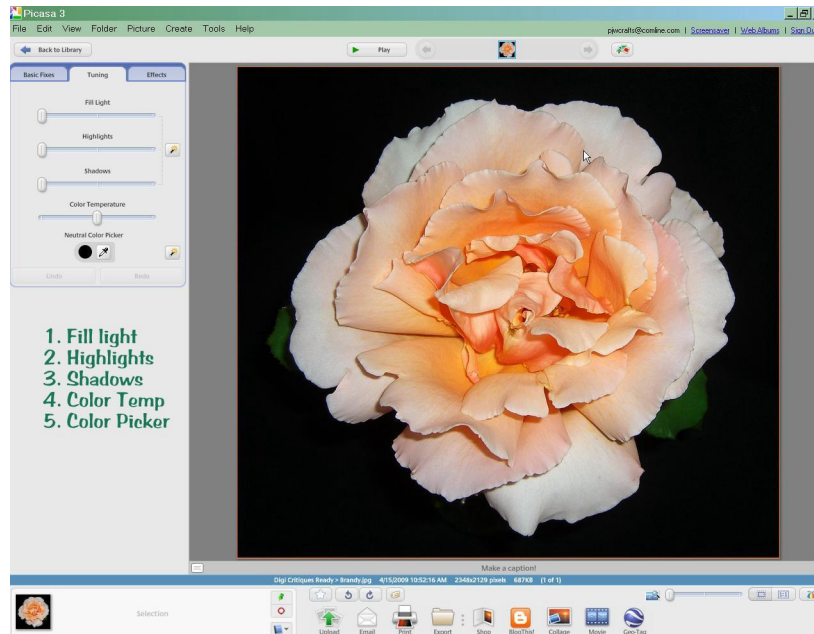 Picasa 3
File Edit View Folder Picture Create Tools Help
pjwcrafts@comline.com | Screensaver | Web Albums | Sign Ou
Back to Library
Play
Basic Fixes Tuning Effects
Fill Light
Highlights
Shadows
Color Temperature
Neutral Color Picker
Undo Redo
1. Fill light
2. Highlights
3. Shadows
4. Color Temp
5. Color Picker
Make a caption!
Digi Critiques Ready > Brandy.jpg 4/15/2009 10:52:16 AM 2348x2129 pixels 687KB (1 of 1)
Selection
Upload Email Print Export Shop BlogThis! Collage Movie Geo-Tag